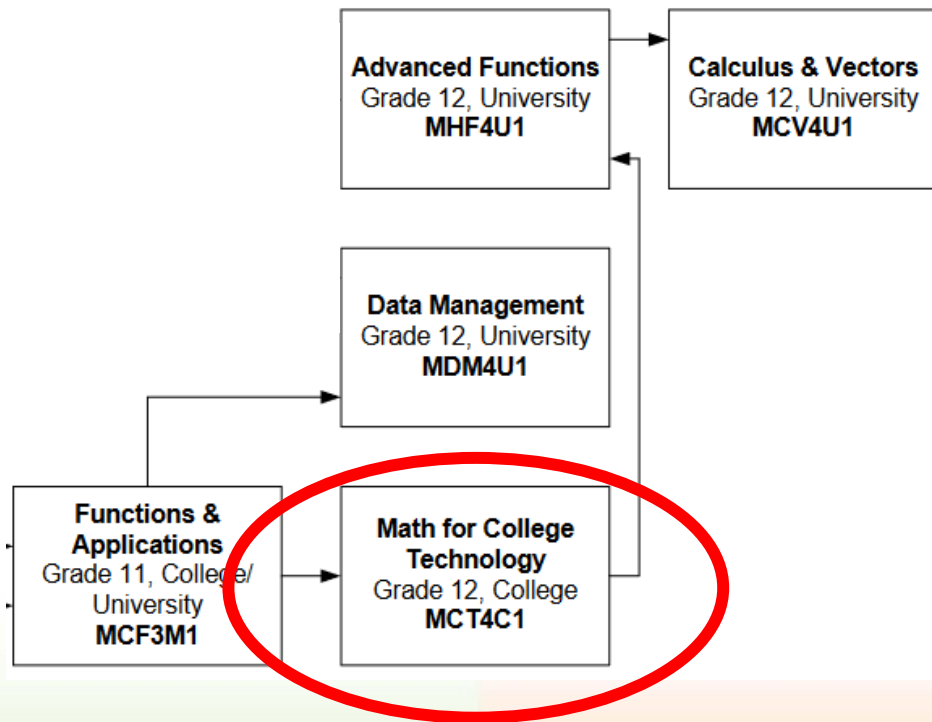 Advanced Functions
Grade 12, University
MHF4U1
Calculus & Vectors
Grade 12, University
MCV4U1
Data Management
Grade 12, University
MDM4U1
Functions &
Applications
Grade 11, College/
University
MCF3M1
Math for College
Technology
Grade 12, College
MCT4C1